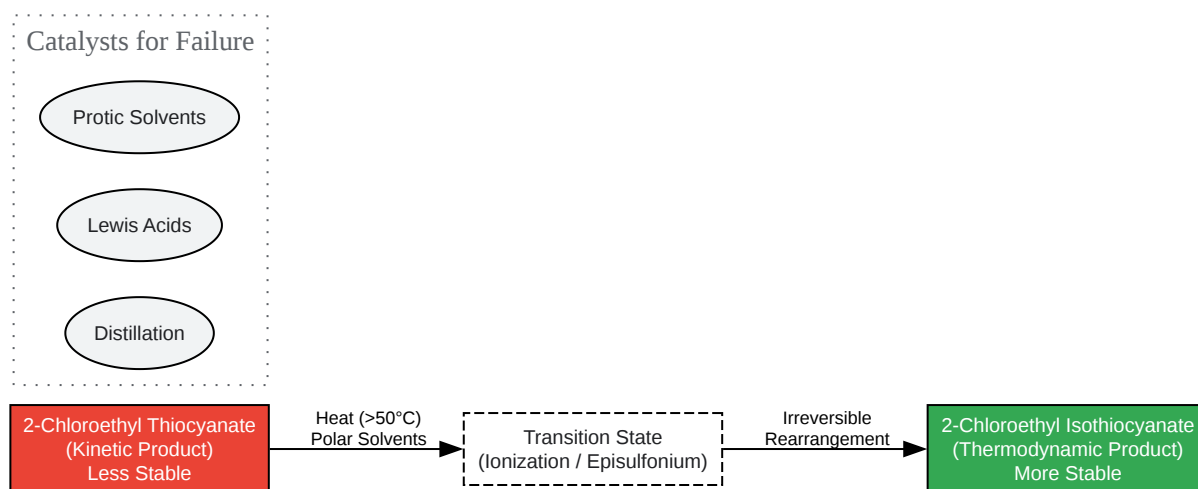 Catalysts for Failure
Protic Solvents
Lewis Acids
Distillation
2-Chloroethyl Thiocyanate
(Kinetic Product)
Less Stable
Heat (>50°C)
Polar Solvents
Transition State
(Ionization / Episulfonium)
Irreversible
Rearrangement
2-Chloroethyl Isothiocyanate
(Thermodynamic Product)
More Stable